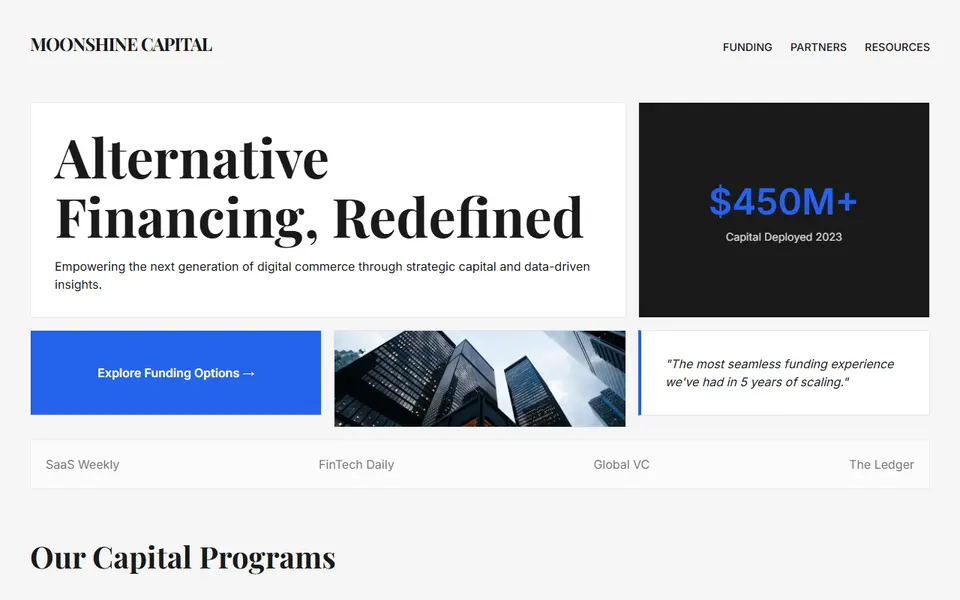 MOONSHINE CAPITAL
FUNDING PARTNERS RESOURCES
Alternative
Financing, Redefined
Empowering the next generation of digital commerce through strategic capital and data-driven
insights.
$450M+
Capital Deployed 2023
Explore Funding Options →
"The most seamless funding experience
we've had in 5 years of scaling."
SaaS Weekly FinTech Daily Global VC The Ledger
Our Capital Programs